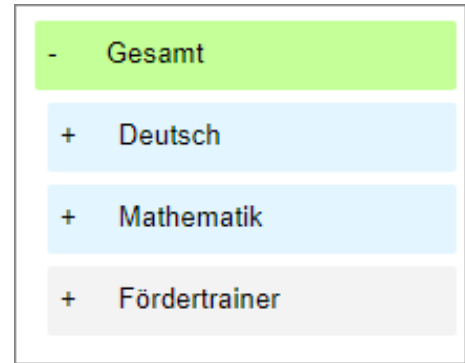 - Gesamt
+ Deutsch
+ Mathematik
+ Fördertrainer